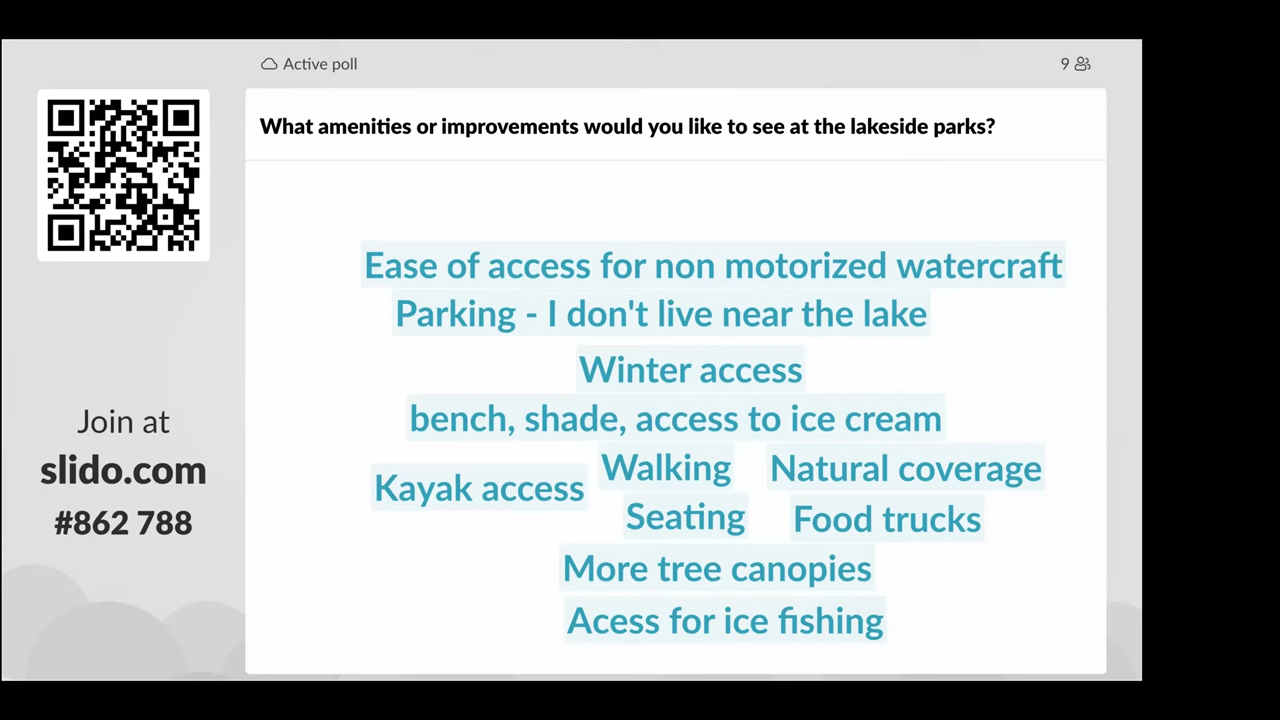 Active poll
9
What amenities or improvements would you like to see at the lakeside parks?
Ease of access for non motorized watercraft
Parking - I don't live near the lake
Winter access
bench, shade, access to ice cream
Kayak access
Walking
Natural coverage
Seating
Food trucks
More tree canopies
Acess for ice fishing
Join at
slido.com
#862 788